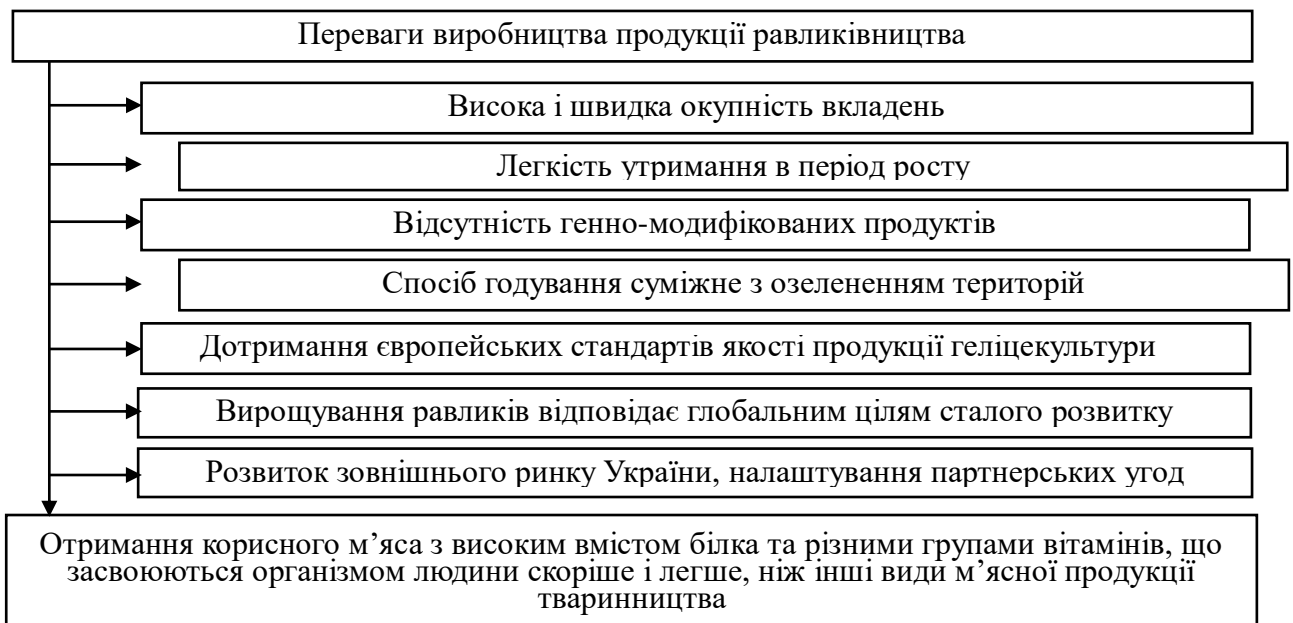 Переваги виробництва продукції равликівництва
Висока і швидка окупність вкладень
Легкість утримання в період росту
Відсутність генно-модифікованих продуктів
Спосіб годування суміжне з озелененням територій
Дотримання європейських стандартів якості продукції геліцекультури
Вирощування равликів відповідає глобальним цілям сталого розвитку
Розвиток зовнішнього ринку України, налаштування партнерських угод
Отримання корисного м’яса з високим вмістом білка та різними групами вітамінів, що
засвоюються організмом людини скоріше і легше, ніж інші види м’ясної продукції
тваринництва